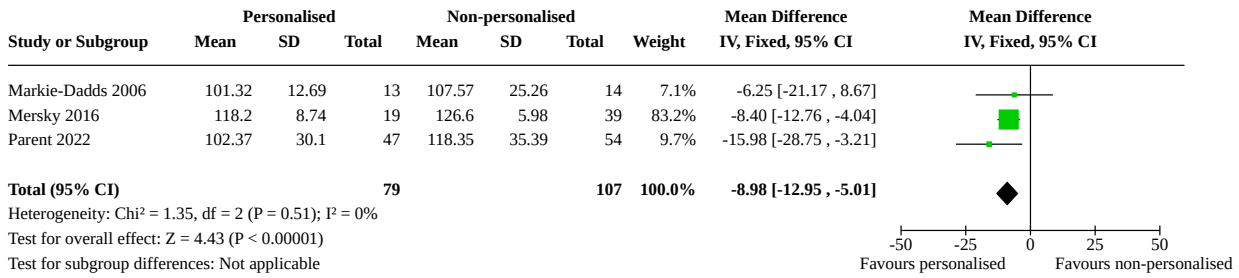 Personalised Non-personalised Mean Difference Mean Difference
Study or Subgroup Mean SD Total Mean SD Total Weight IV, Fixed, 95% CI IV, Fixed, 95% CI
Markie-Dadds 2006 101.32 12.69 13 107.57 25.26 14 7.1% -6.25 [-21.17 , 8.67]
Mersky 2016 118.2 8.74 19 126.6 5.98 39 83.2% -8.40 [-12.76 , -4.04]
Parent 2022 102.37 30.1 47 118.35 35.39 54 9.7% -15.98 [-28.75 , -3.21]
Total (95% CI) 79 107 100.0% -8.98 [-12.95 , -5.01]
Heterogeneity: Chi² = 1.35, df = 2 (P = 0.51); I² = 0%
Test for overall effect: Z = 4.43 (P < 0.00001)
-50 -25 0 25 50
Test for subgroup differences: Not applicable Favours personalised Favours non-personalised